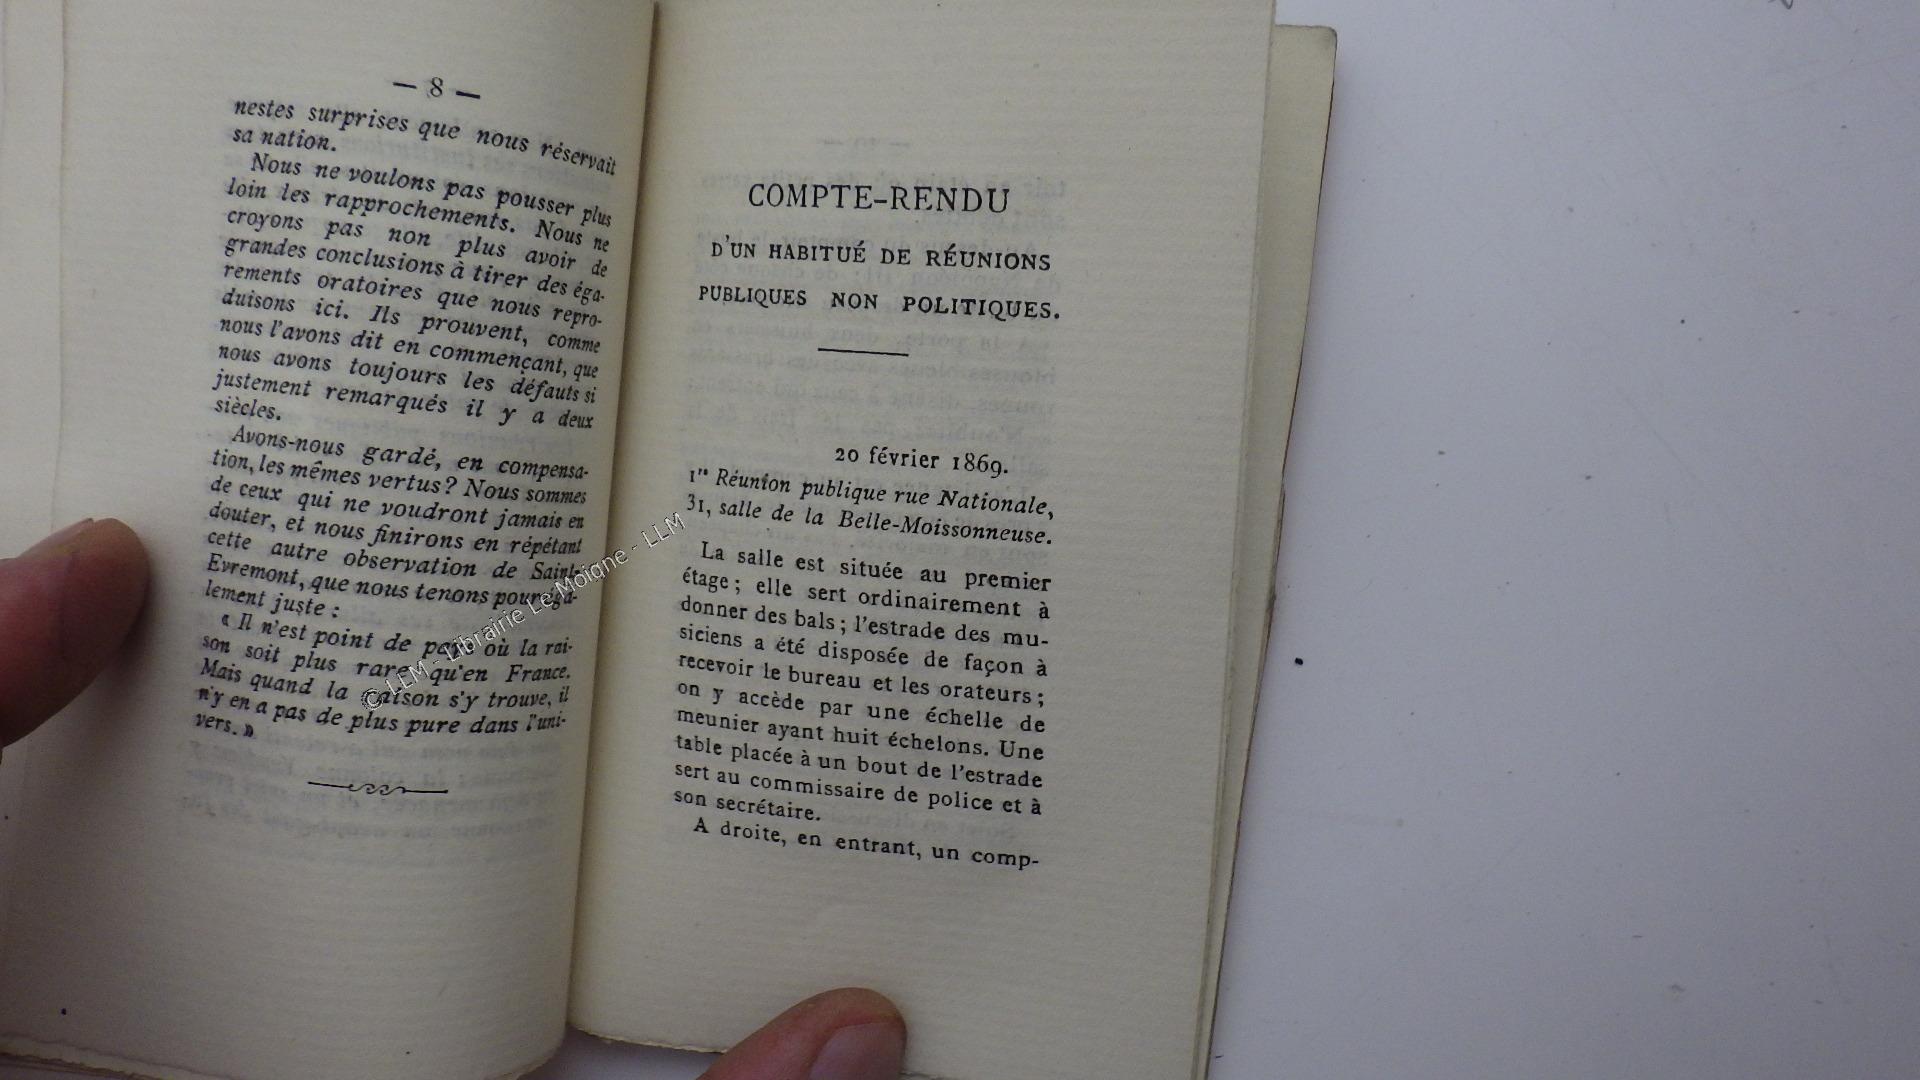 — 8 —
nestes surprises que nous réservait
sa nation.
Nous ne voulons pas pousser plus
loin les rapprochements. Nous ne
croyons pas non plus avoir de
grandes conclusions à tirer des éga-
rements oratoires que nous repro-
duisons ici. Ils prouvent, comme
nous l'avons dit en commençant, que
nous avons toujours les défauts si
justement remarqués il y a deux
siècles.
Avons-nous gardé, en compensa-
tion, les mêmes vertus? Nous sommes
de ceux qui ne voudront jamais en
douter, et nous finirons en répétant
cette autre observation de Saint-
Evremont, que nous tenons pour éga-
lement juste :
« Il n'est point de pays où la rai-
son soit plus rare qu'en France.
Mais quand la raison s'y trouve, il
n'y en a pas de plus pure dans l'uni-
vers. »
COMPTE-RENDU
D'UN HABITUÉ DE RÉUNIONS
PUBLIQUES NON POLITIQUES.
20 février 1869.
1re Réunion publique rue Nationale,
31, salle de la Belle-Moissonneuse.
La salle est située au premier
étage ; elle sert ordinairement à
donner des bals ; l'estrade des mu-
siciens a été disposée de façon à
recevoir le bureau et les orateurs ;
on y accède par une échelle de
meunier ayant huit échelons. Une
table placée à un bout de l'estrade
sert au commissaire de police et à
son secrétaire.
A droite, en entrant, un comp-
© LLM - Librairie Le Moigne - LLM